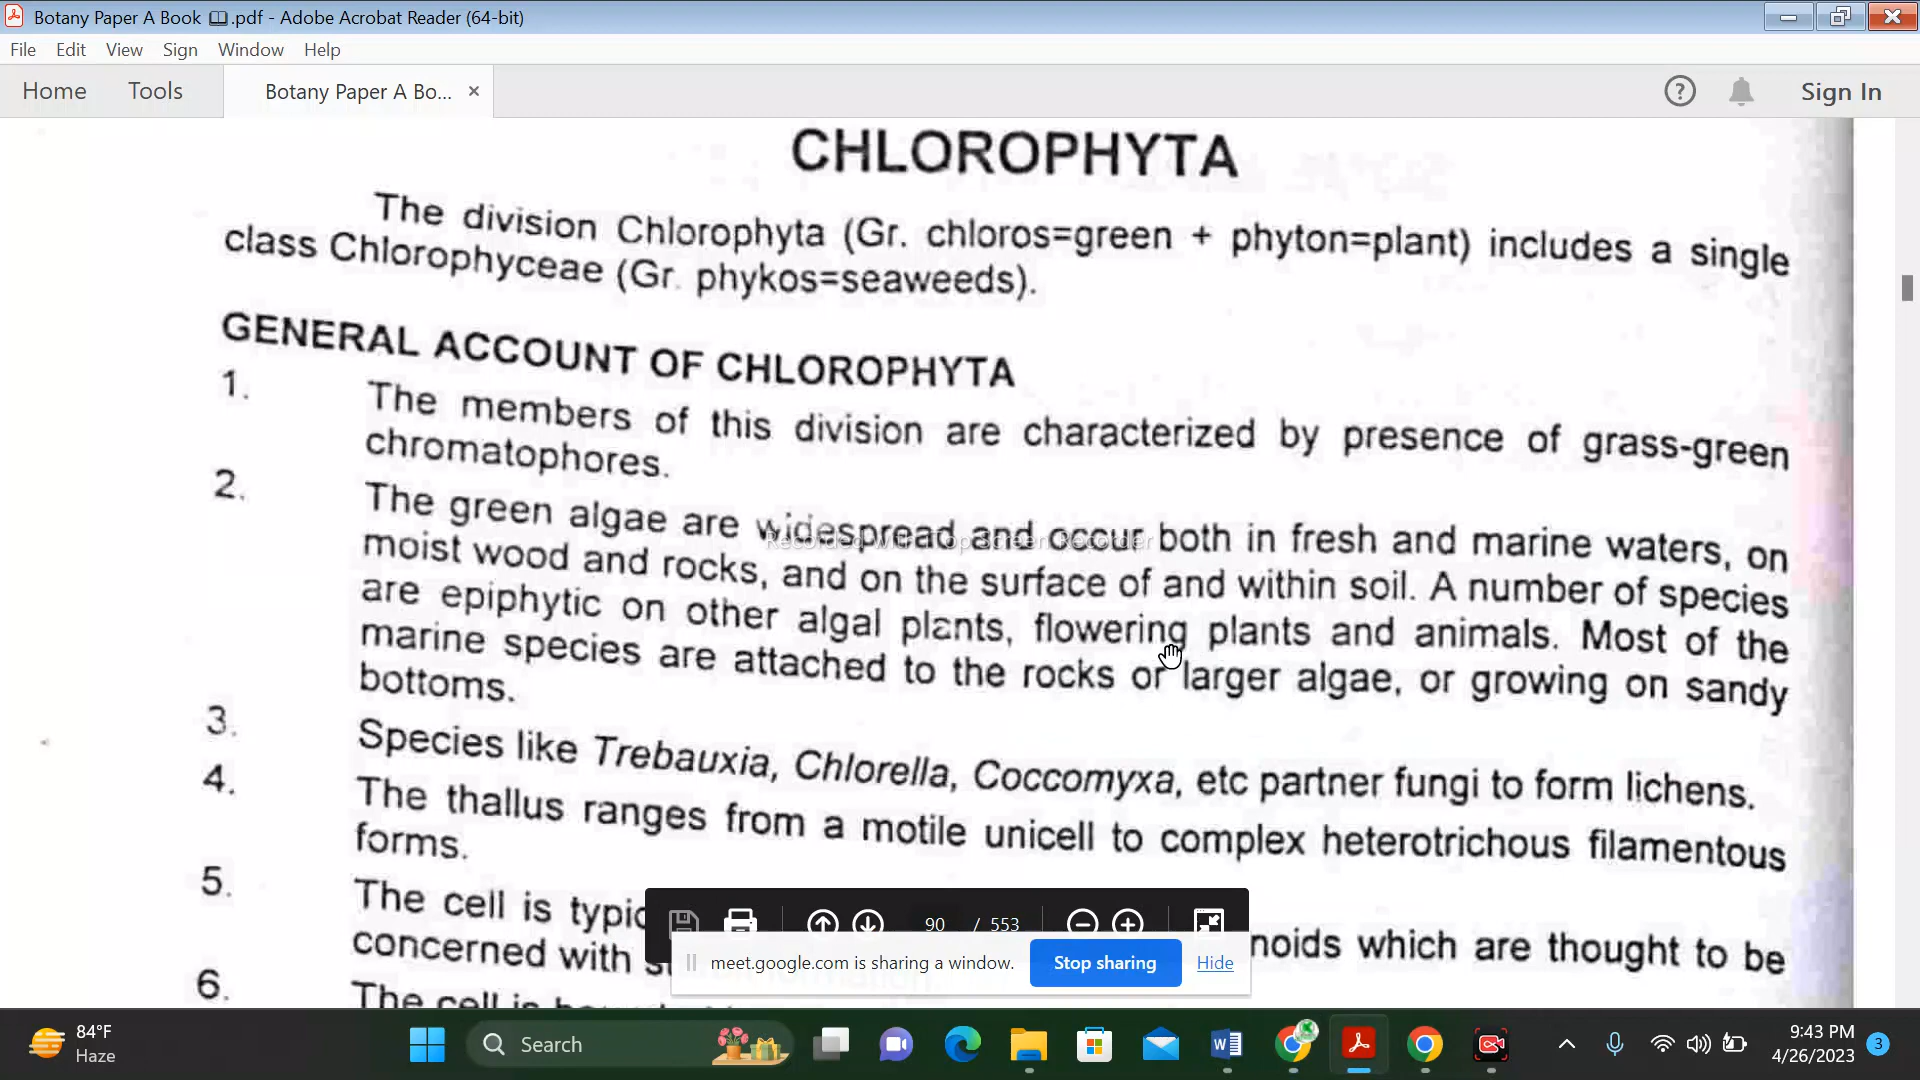 Botany Paper A Book 📖.pdf - Adobe Acrobat Reader (64-bit)
File Edit View Sign Window Help
Home Tools Botany Paper A Bo... × Sign In
CHLOROPHYTA
The division Chlorophyta (Gr. chloros=green + phyton=plant) includes a single
class Chlorophyceae (Gr. phykos=seaweeds).
GENERAL ACCOUNT OF CHLOROPHYTA
1. The members of this division are characterized by presence of grass-green
chromatophores.
2. The green algae are widespread and occur both in fresh and marine waters, on
moist wood and rocks, and on the surface of and within soil. A number of species
are epiphytic on other algal plants, flowering plants and animals. Most of the
marine species are attached to the rocks or larger algae, or growing on sandy
bottoms.
Recorded with iTop Screen Recorder
3. Species like Trebauxia, Chlorella, Coccomyxa, etc partner fungi to form lichens.
4. The thallus ranges from a motile unicell to complex heterotrichous filamentous
forms.
5. The cell is typic
noids which are thought to be
concerned with s
6. The cell is
90 / 553
meet.google.com is sharing a window. Stop sharing Hide
84°F
Haze
Search
9:43 PM
4/26/2023
3